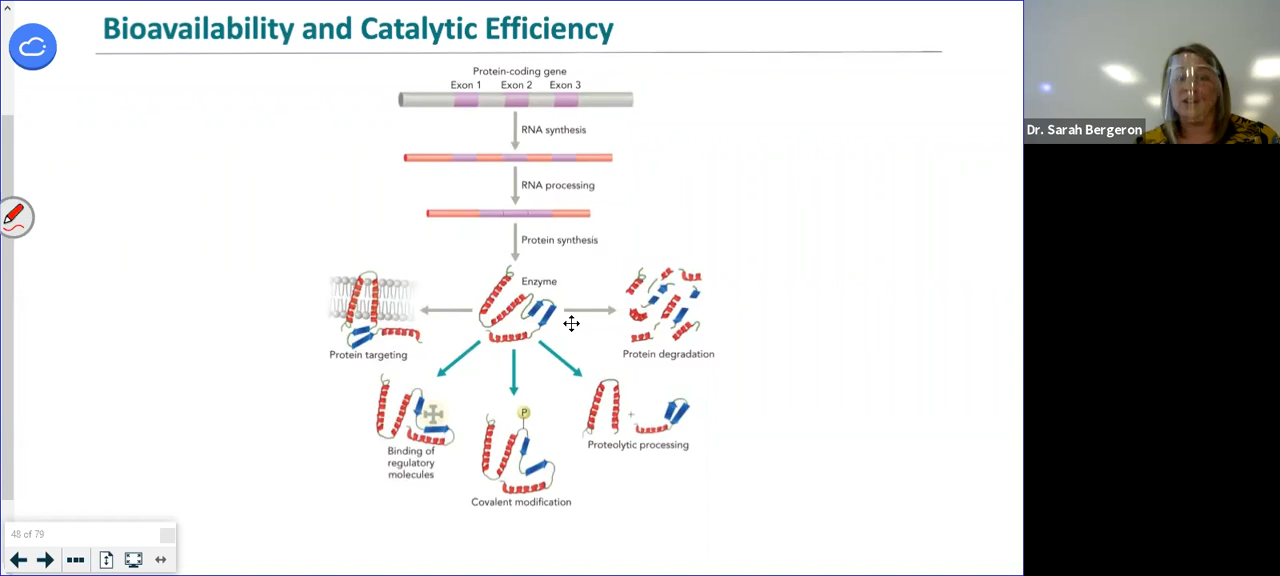 Bioavailability and Catalytic Efficiency
Protein-coding gene
Exon 1 Exon 2 Exon 3
RNA synthesis
RNA processing
Protein synthesis
Enzyme
Protein targeting
Protein degradation
P
Binding of
regulatory
molecules
Covalent modification
+
Proteolytic processing
48 of 79
Dr. Sarah Bergeron